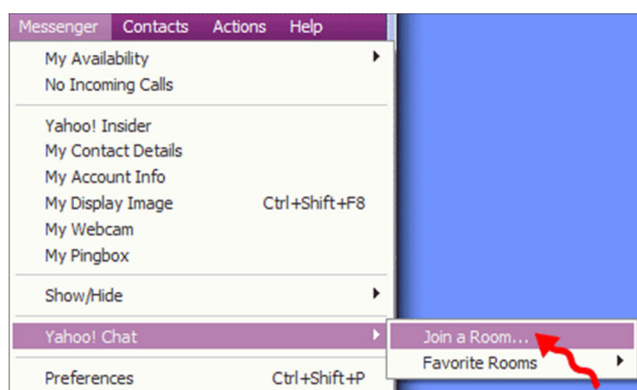 Messenger Contacts Actions Help
My Availability
No Incoming Calls
Yahoo! Insider
My Contact Details
My Account Info
My Display Image Ctrl+Shift+F8
My Webcam
My Pingbox
Show/Hide
Yahoo! Chat Join a Room...
Favorite Rooms
Preferences Ctrl+Shift+P